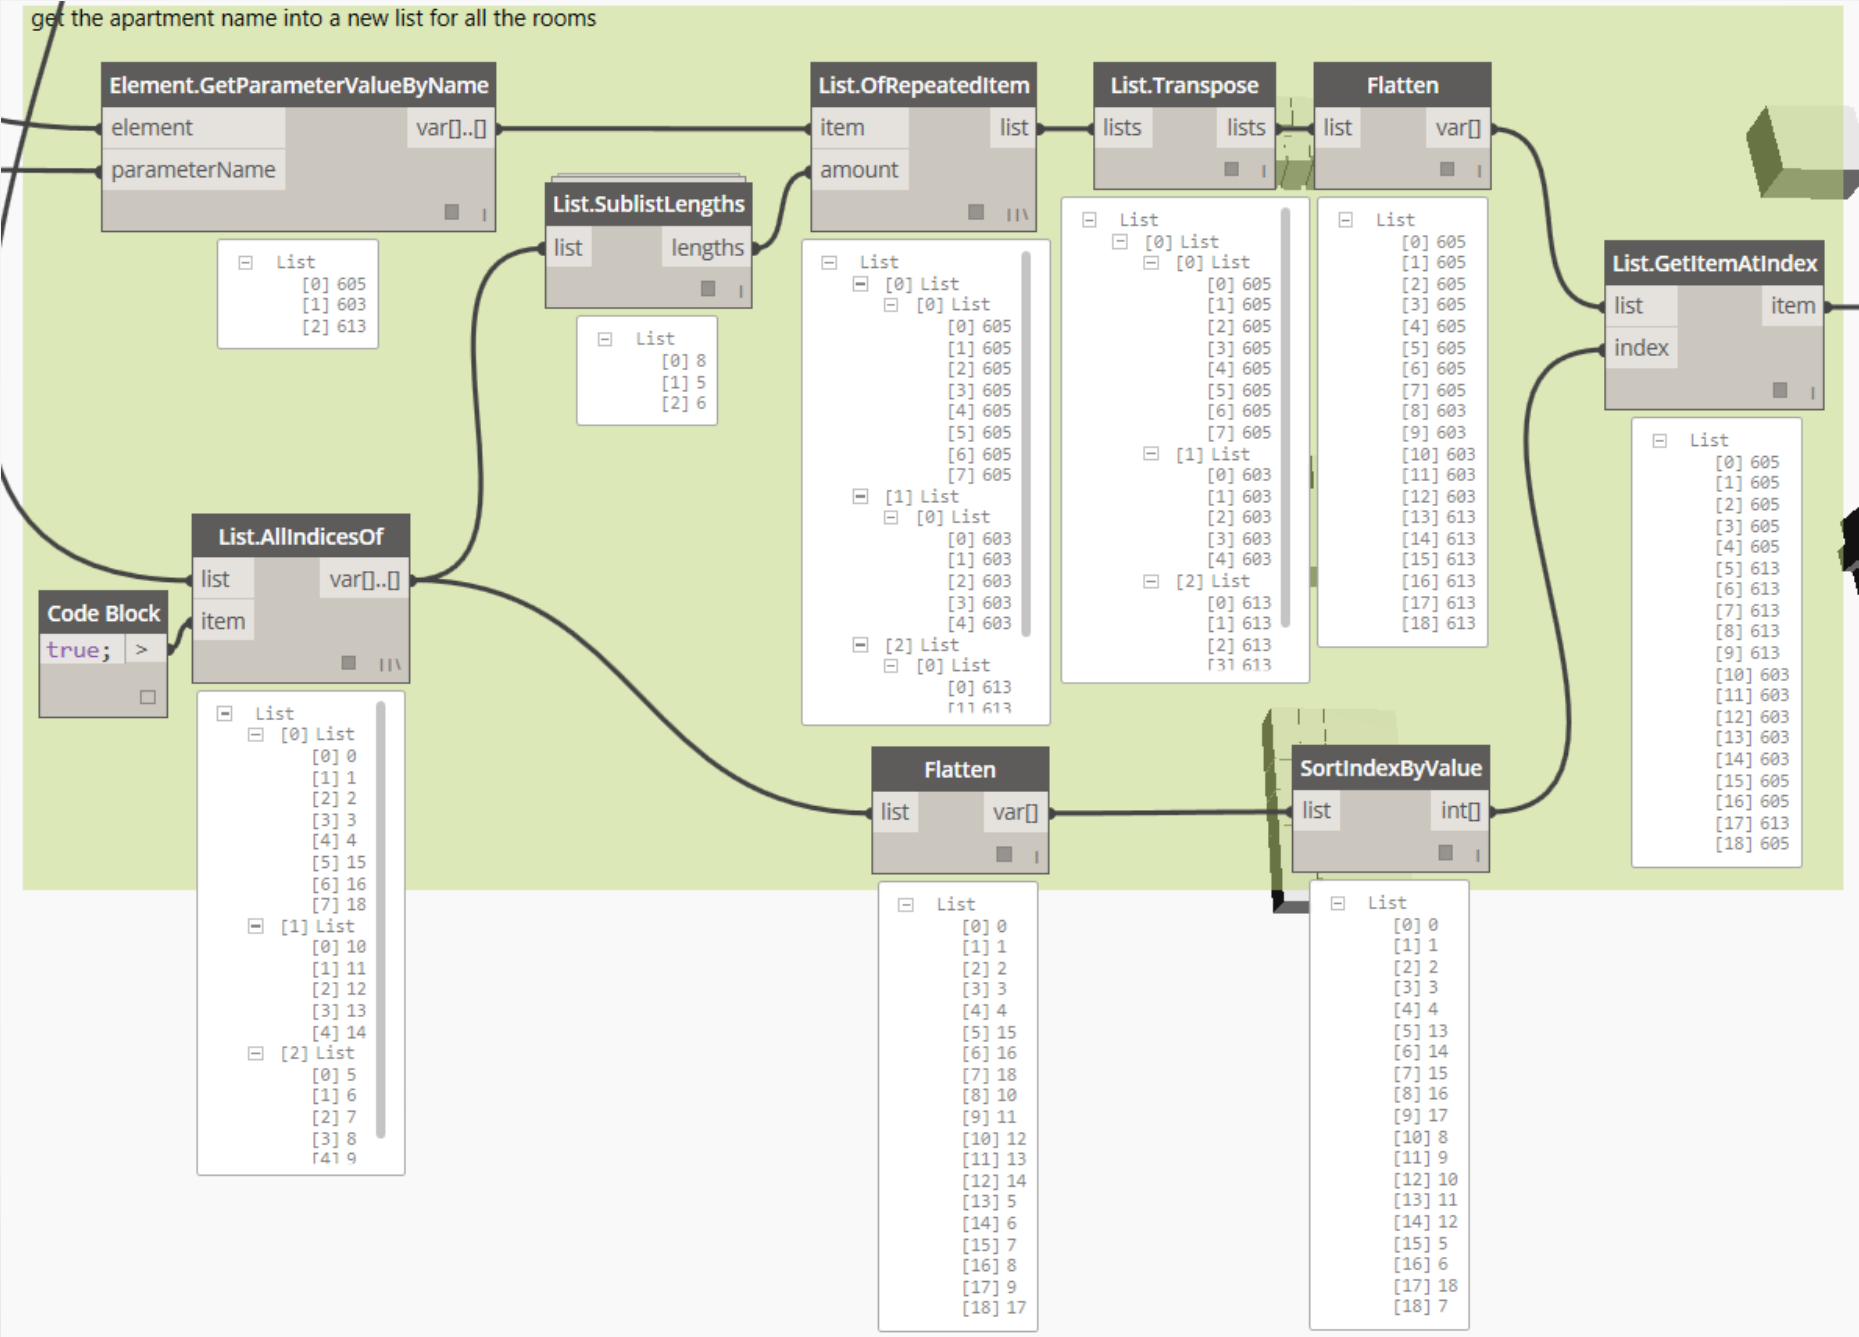 get the apartment name into a new list for all the rooms
Element.GetParameterValueByName
element
var[]..[]
parameterName
List
[0] 605
[1] 603
[2] 613
List.SublistLengths
list
lengths
List
[0] 8
[1] 5
[2] 6
List.OfRepeatedItem
item
list
amount
List
[0] List
[0] List
[0] 605
[1] 605
[2] 605
[3] 605
[4] 605
[5] 605
[6] 605
[7] 605
[1] List
[0] List
[0] 603
[1] 603
[2] 603
[3] 603
[4] 603
[2] List
[0] List
[0] 613
[1] 613
List.Transpose
lists
lists
List
[0] List
[0] List
[0] 605
[1] 605
[2] 605
[3] 605
[4] 605
[5] 605
[6] 605
[7] 605
[1] List
[0] 603
[1] 603
[2] 603
[3] 603
[4] 603
[2] List
[0] 613
[1] 613
[2] 613
[3] 613
Flatten
list
var[]
List
[0] 605
[1] 605
[2] 605
[3] 605
[4] 605
[5] 605
[6] 605
[7] 605
[8] 603
[9] 603
[10] 603
[11] 603
[12] 603
[13] 613
[14] 613
[15] 613
[16] 613
[17] 613
[18] 613
List.GetItemAtIndex
list
item
index
List
[0] 605
[1] 605
[2] 605
[3] 605
[4] 605
[5] 613
[6] 613
[7] 613
[8] 613
[9] 613
[10] 603
[11] 603
[12] 603
[13] 603
[14] 603
[15] 605
[16] 605
[17] 613
[18] 605
Code Block
true; >
List.AllIndicesOf
list
var[]..[]
item
List
[0] List
[0] 0
[1] 1
[2] 2
[3] 3
[4] 4
[5] 15
[6] 16
[7] 18
[1] List
[0] 10
[1] 11
[2] 12
[3] 13
[4] 14
[2] List
[0] 5
[1] 6
[2] 7
[3] 8
[4] 9
Flatten
list
var[]
List
[0] 0
[1] 1
[2] 2
[3] 3
[4] 4
[5] 15
[6] 16
[7] 18
[8] 10
[9] 11
[10] 12
[11] 13
[12] 14
[13] 5
[14] 6
[15] 7
[16] 8
[17] 9
[18] 17
SortIndexByValue
list
int[]
List
[0] 0
[1] 1
[2] 2
[3] 3
[4] 4
[5] 13
[6] 14
[7] 15
[8] 16
[9] 17
[10] 8
[11] 9
[12] 10
[13] 11
[14] 12
[15] 5
[16] 6
[17] 18
[18] 7